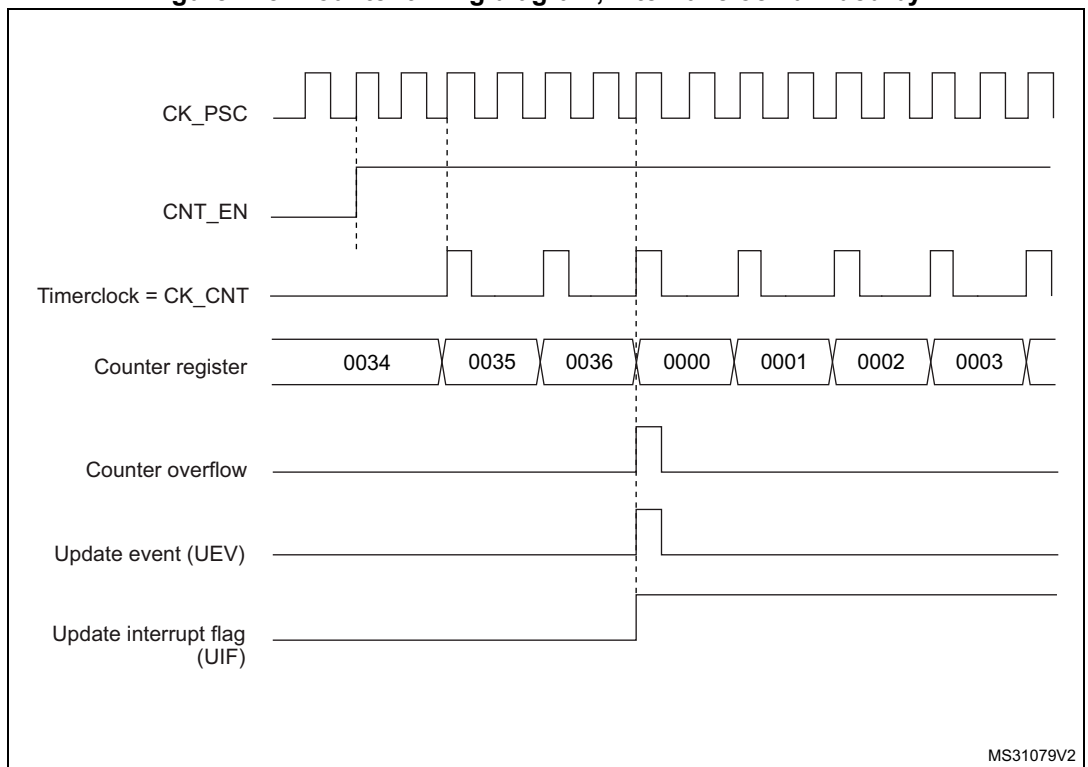 CK_PSC
CNT_EN
Timerclock = CK_CNT
Counter register
0034 0035 0036 0000 0001 0002 0003
Counter overflow
Update event (UEV)
Update interrupt flag
(UIF)
MS31079V2